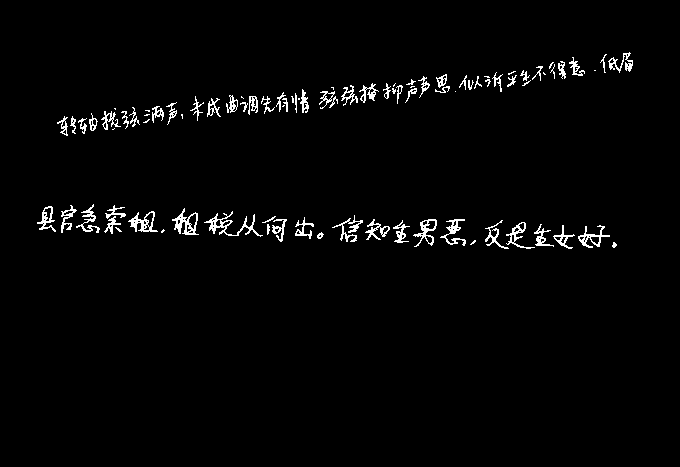 转轴拨弦三两声,未成曲调先有情 弦弦掩抑声声思.似诉平生不得志.低眉
县官急索租,租税从何出。信知生男恶,反是生女好.